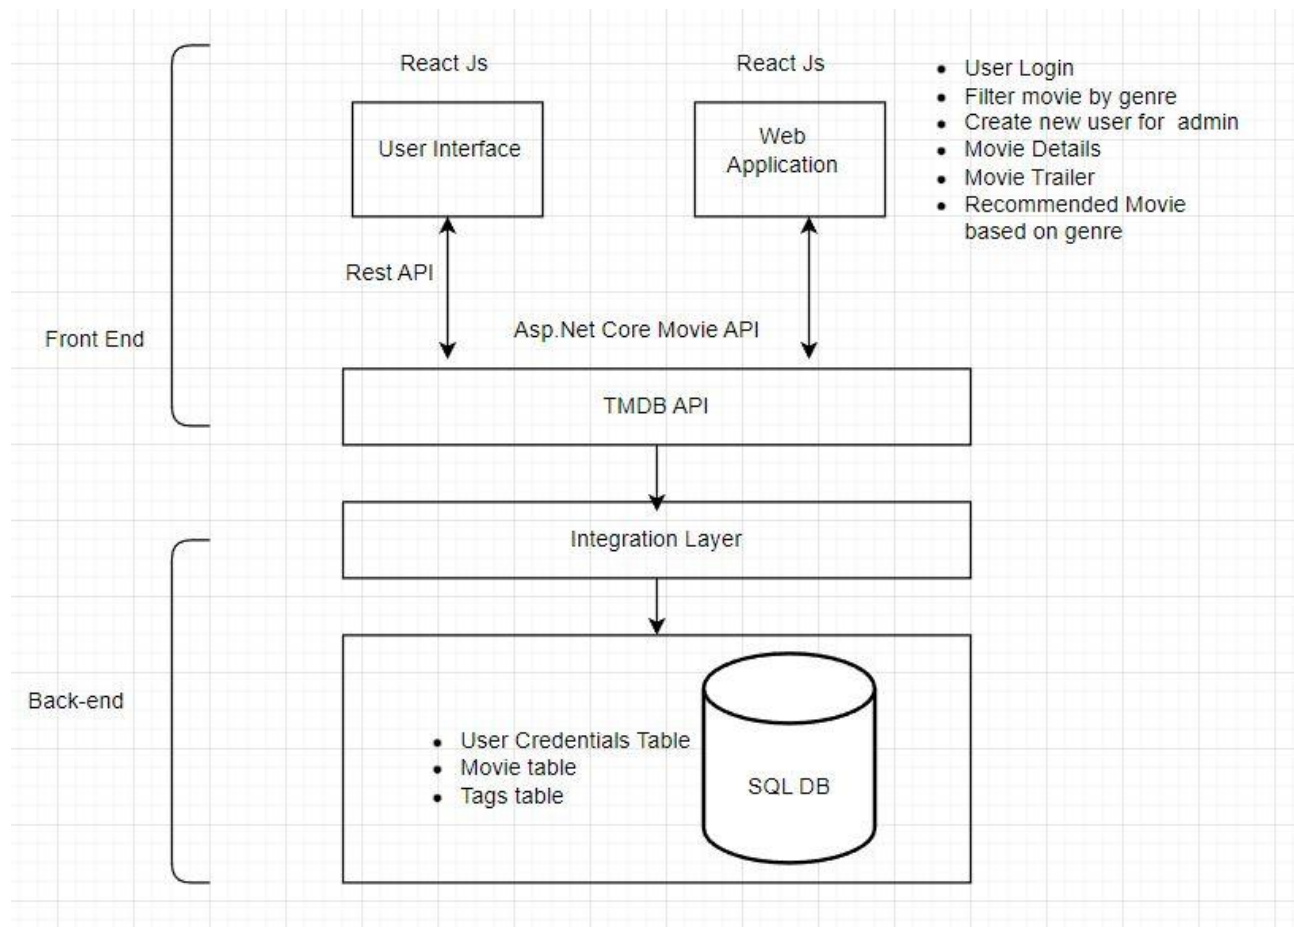 React Js
React Js
• User Login
• Filter movie by genre
• Create new user for admin
• Movie Details
• Movie Trailer
• Recommended Movie
based on genre
User Interface
Web
Application
Rest API
Asp.Net Core Movie API
Front End
TMDB API
Integration Layer
Back-end
• User Credentials Table
• Movie table
• Tags table
SQL DB